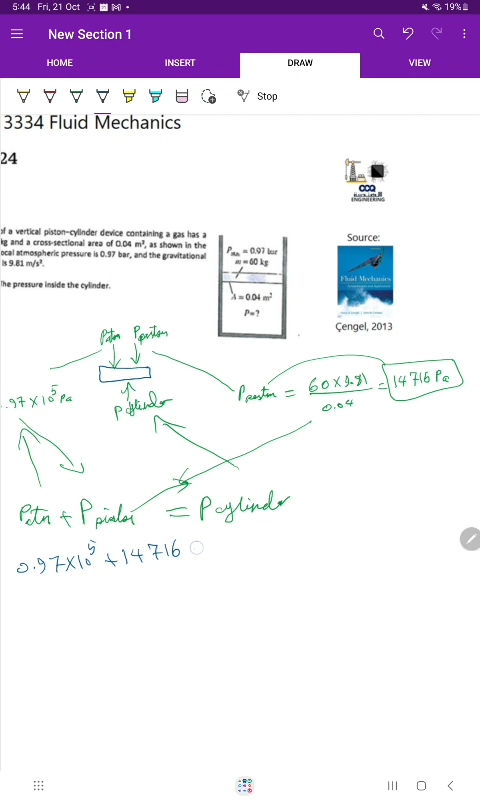 5:44 Fri, 21 Oct
19%
New Section 1
HOME INSERT DRAW VIEW
Stop
3334 Fluid Mechanics
24
ENGINEERING
of a vertical piston-cylinder device containing a gas has a
kg and a cross-sectional area of 0.04 m², as shown in the
ocal atmospheric pressure is 0.97 bar, and the gravitational
is 9.81 m/s².
The pressure inside the cylinder.
= 0.97 bar
m = 60 kg
A = 0.04 m²
P = ?
Source:
Fluid Mechanics
Çengel, 2013
Patm Ppiston
.97 × 10⁵ Pa
Pcylinder
Ppiston = 60 × 9.81 / 0.04 = 14716 Pa
Patm + Ppiston = Pcylinder
0.97 × 10⁵ + 14716